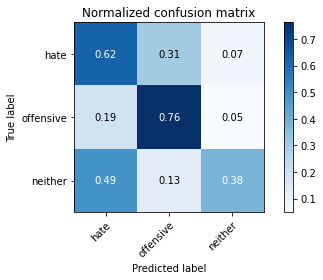 Normalized confusion matrix
True label
hate
0.62 0.31 0.07
offensive
0.19 0.76 0.05
neither
0.49 0.13 0.38
hate offensive neither
Predicted label
0.7
0.6
0.5
0.4
0.3
0.2
0.1